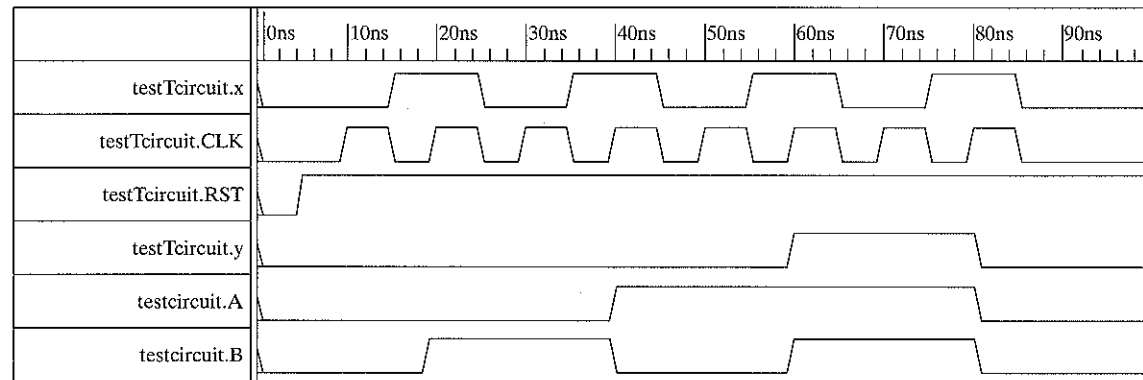 0ns 10ns 20ns 30ns 40ns 50ns 60ns 70ns 80ns 90ns
testTcircuit.x
testTcircuit.CLK
testTcircuit.RST
testTcircuit.y
testcircuit.A
testcircuit.B